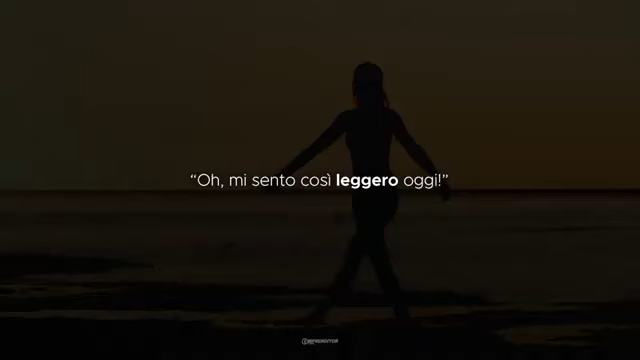 “Oh, mi sento così leggero oggi!”